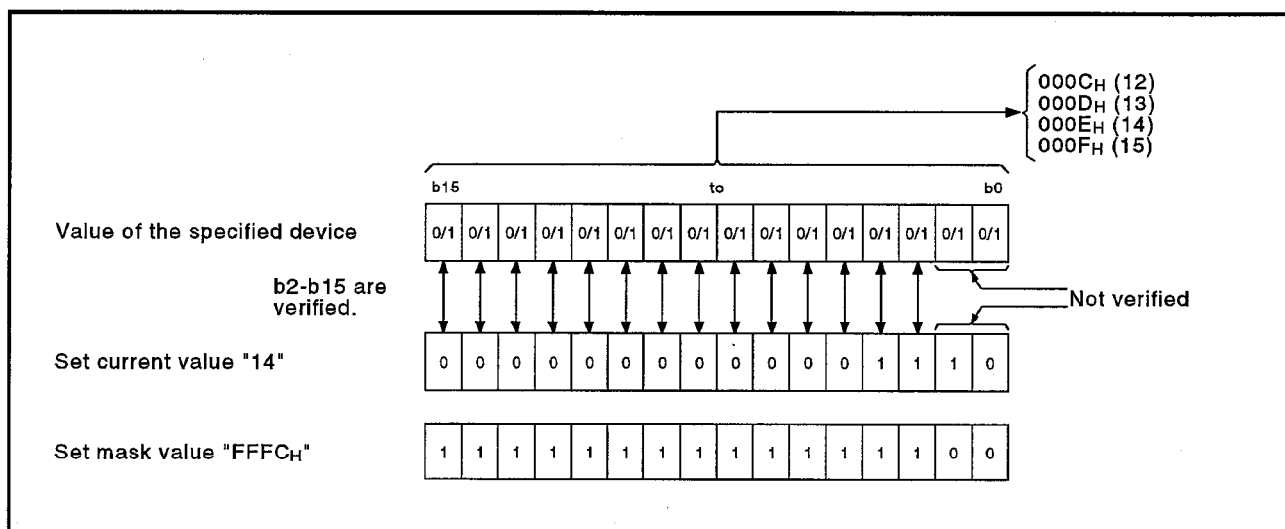 000CH (12)
000DH (13)
000EH (14)
000FH (15)
b15 to b0
Value of the specified device 0/1 0/1 0/1 0/1 0/1 0/1 0/1 0/1 0/1 0/1 0/1 0/1 0/1 0/1 0/1 0/1
b2-b15 are
verified.
Not verified
Set current value "14" 0 0 0 0 0 0 0 0 0 0 0 0 1 1 1 0
Set mask value "FFFCH" 1 1 1 1 1 1 1 1 1 1 1 1 1 1 0 0